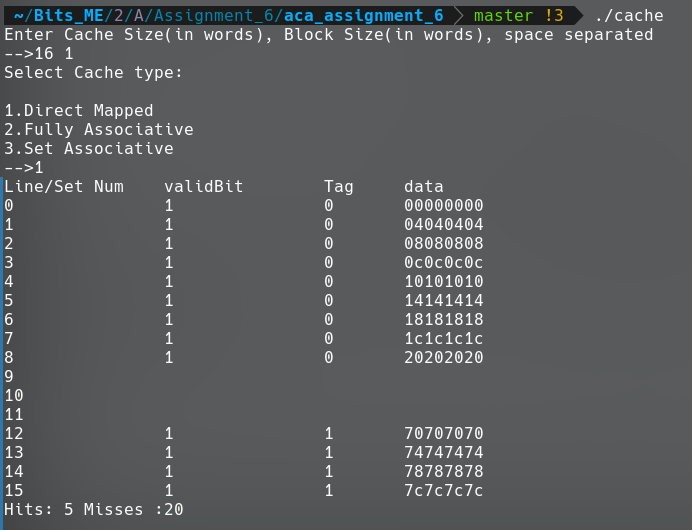 ~/Bits_ME/2/A/Assignment_6/aca_assignment_6 master !3 ./cache
Enter Cache Size(in words), Block Size(in words), space separated
-->16 1
Select Cache type:
1.Direct Mapped
2.Fully Associative
3.Set Associative
-->1
Line/Set Num validBit Tag data
0 1 0 00000000
1 1 0 04040404
2 1 0 08080808
3 1 0 0c0c0c0c
4 1 0 10101010
5 1 0 14141414
6 1 0 18181818
7 1 0 1c1c1c1c
8 1 0 20202020
9
10
11
12 1 1 70707070
13 1 1 74747474
14 1 1 78787878
15 1 1 7c7c7c7c
Hits: 5 Misses :20